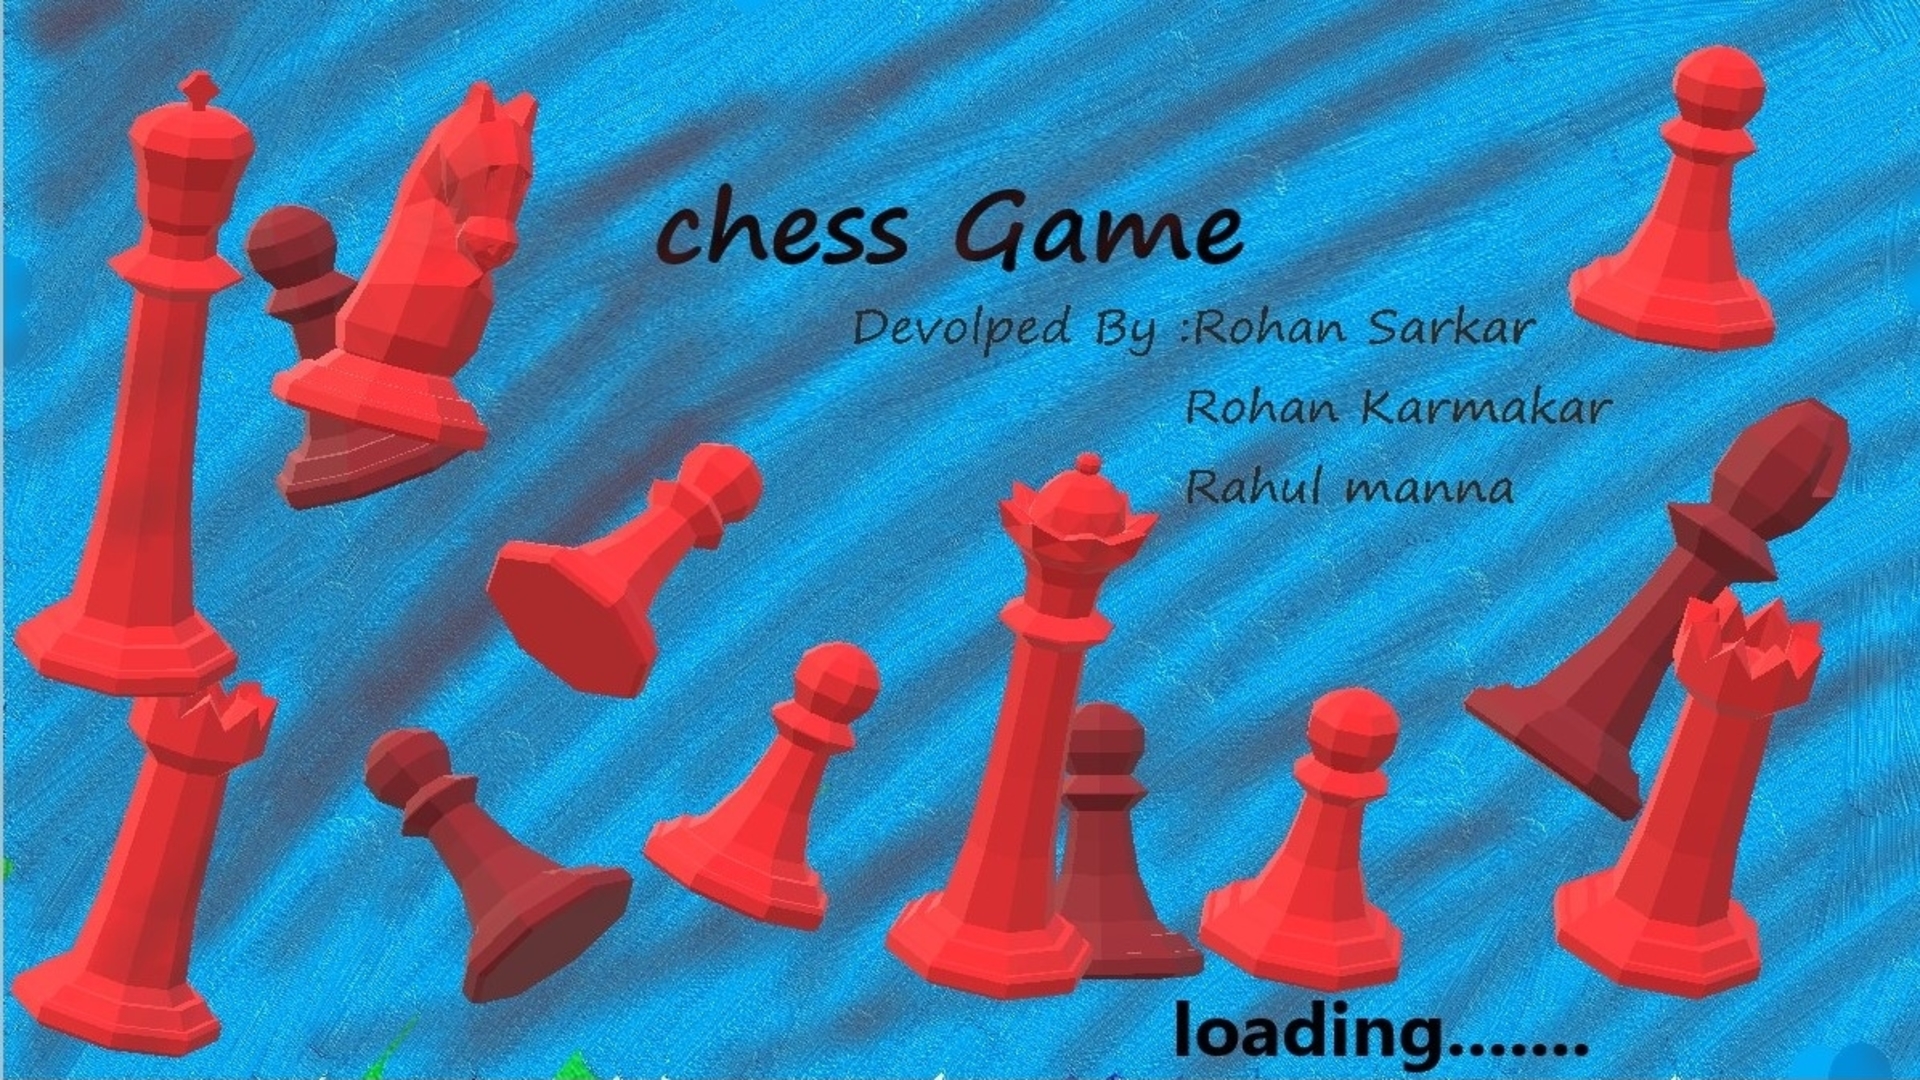 chess Game
Devolped By :Rohan Sarkar
Rohan Karmakar
Rahul manna
loading.......